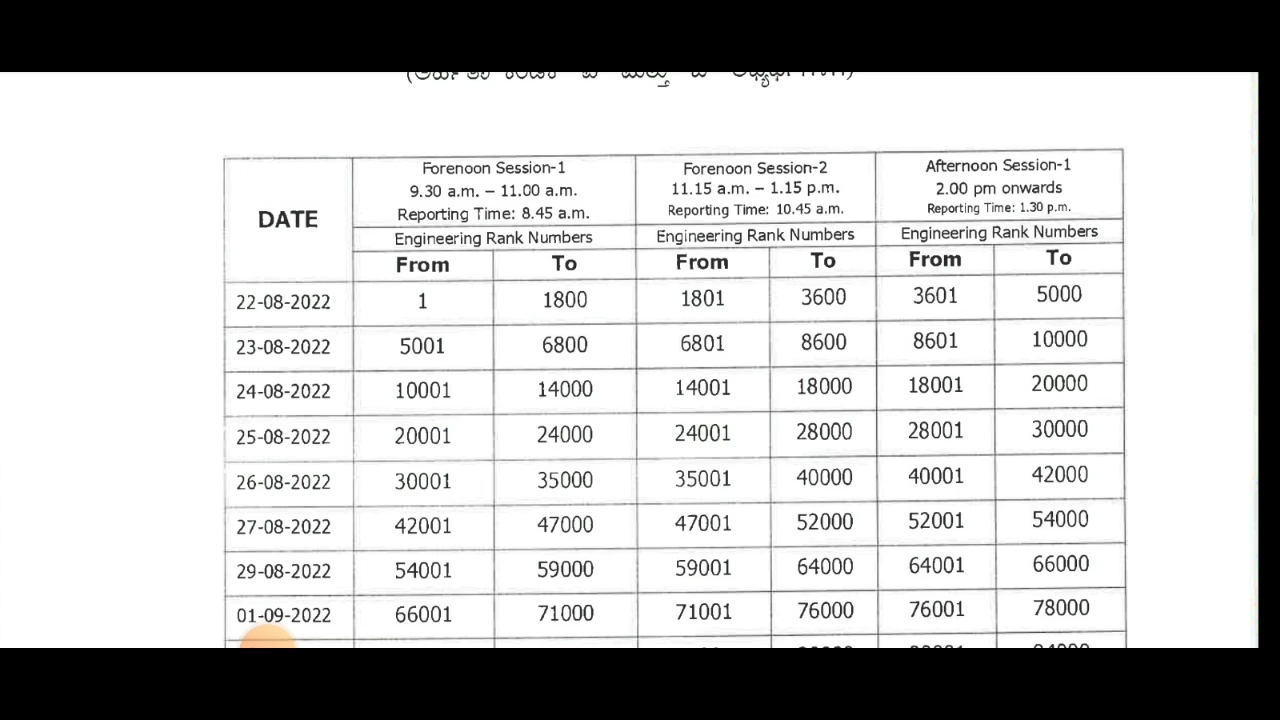 DATE
Forenoon Session-1
9.30 a.m. – 11.00 a.m.
Reporting Time: 8.45 a.m.
Forenoon Session-2
11.15 a.m. – 1.15 p.m.
Reporting Time: 10.45 a.m.
Afternoon Session-1
2.00 pm onwards
Reporting Time: 1.30 p.m.
Engineering Rank Numbers Engineering Rank Numbers Engineering Rank Numbers
From To From To From To
22-08-2022 1 1800 1801 3600 3601 5000
23-08-2022 5001 6800 6801 8600 8601 10000
24-08-2022 10001 14000 14001 18000 18001 20000
25-08-2022 20001 24000 24001 28000 28001 30000
26-08-2022 30001 35000 35001 40000 40001 42000
27-08-2022 42001 47000 47001 52000 52001 54000
29-08-2022 54001 59000 59001 64000 64001 66000
01-09-2022 66001 71000 71001 76000 76001 78000